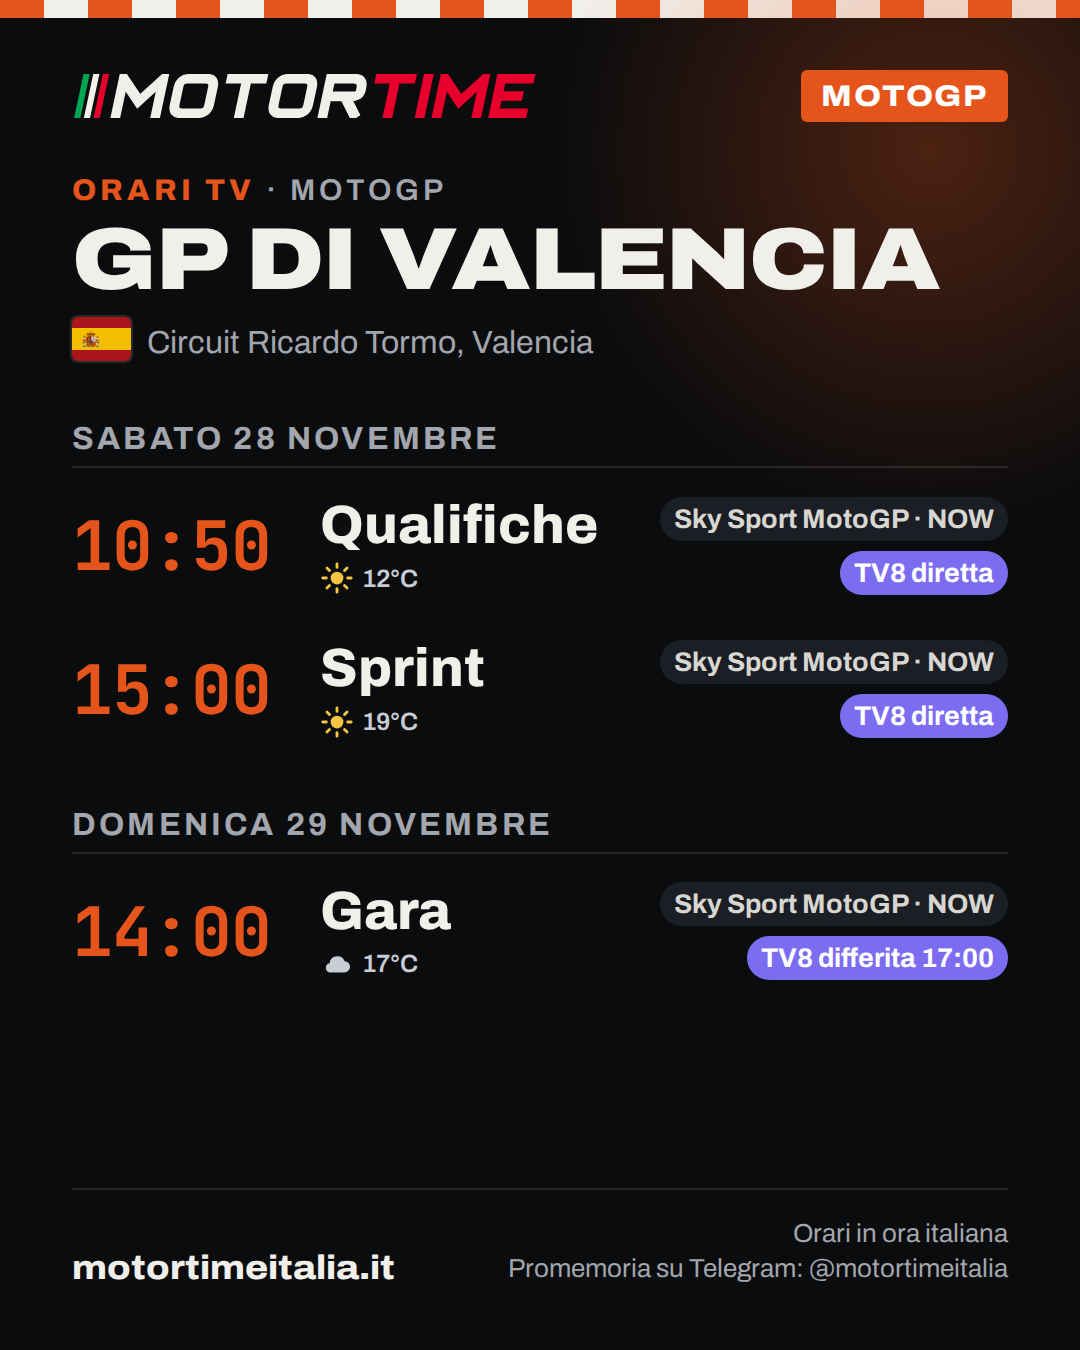 MOTORTIME
MOTOGP
ORARI TV · MOTOGP
GP DI VALENCIA
Circuit Ricardo Tormo, Valencia
SABATO 28 NOVEMBRE
10:50
Qualifiche
12°C
Sky Sport MotoGP · NOW
TV8 diretta
15:00
Sprint
19°C
Sky Sport MotoGP · NOW
TV8 diretta
DOMENICA 29 NOVEMBRE
14:00
Gara
17°C
Sky Sport MotoGP · NOW
TV8 differita 17:00
motortimeitalia.it
Orari in ora italiana
Promemoria su Telegram: @motortimeitalia